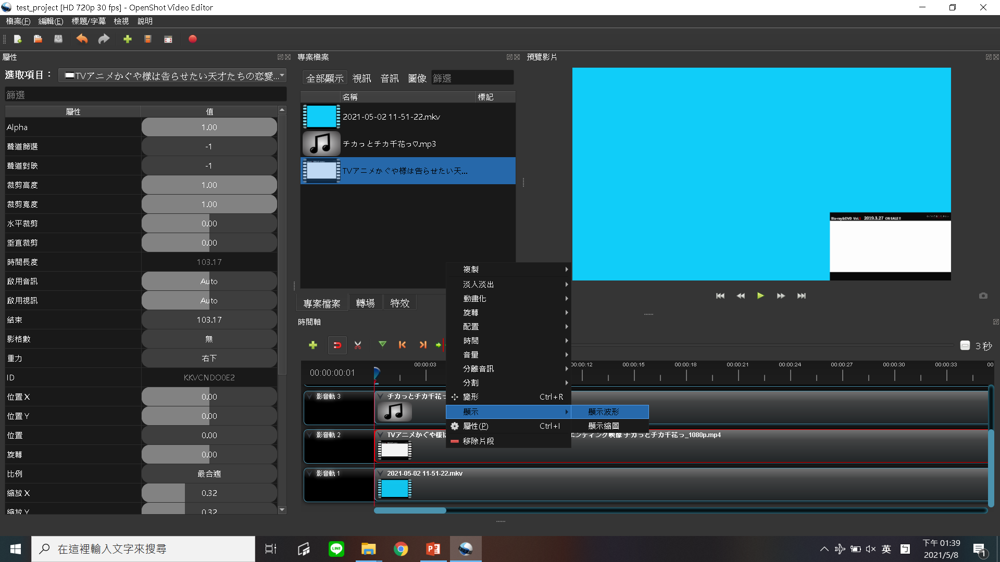 test_project [HD 720p 30 fps] - OpenShot Video Editor
檔案(F) 編輯(E) 標題/字幕 檢視 說明
屬性
選取項目： TVアニメかぐや様は告らせたい天才たちの恋愛...
篩選
屬性 值
Alpha 1.00
聲道篩選 -1
聲道對映 -1
裁剪高度 1.00
裁剪寬度 1.00
水平裁剪 0.00
垂直裁剪 0.00
時間長度 103.17
啟用音訊 Auto
啟用視訊 Auto
結束 103.17
影格數 無
重力 右下
ID KKVCNDO0E2
位置 X 0.00
位置 Y 0.00
位置 0.00
旋轉 0.00
比例 最合適
縮放 X 0.32
縮放 Y 0.32
專案檔案
全部顯示 視訊 音訊 圖像 篩選
名稱 標記
2021-05-02 11-51-22.mkv
チカっとチカ千花っ♡.mp3
TVアニメかぐや様は告らせたい天...
專案檔案 轉場 特效
預覽影片
Blu-ray&DVD Vol.1 2019.3.27 ON SALE!!
時間軸
3 秒
00:00:00:01
00:00:03 00:00:12 00:00:15 00:00:18 00:00:21 00:00:24 00:00:27 00:00:30 00:00:33 00
影音軌 3
チカっとチカ千花っ
影音軌 2
TVアニメかぐや様は
エンディング映像 チカっとチカ千花っ_1080p.mp4
影音軌 1
2021-05-02 11-51-22.mkv
複製
淡入淡出
動畫化
旋轉
配置
時間
音量
分離音訊
分割
變形 Ctrl+R
顯示
屬性(P) Ctrl+I
移除片段
顯示波形
顯示縮圖
在這裡輸入文字來搜尋
LINE
英
下午 01:39
2021/5/8
1